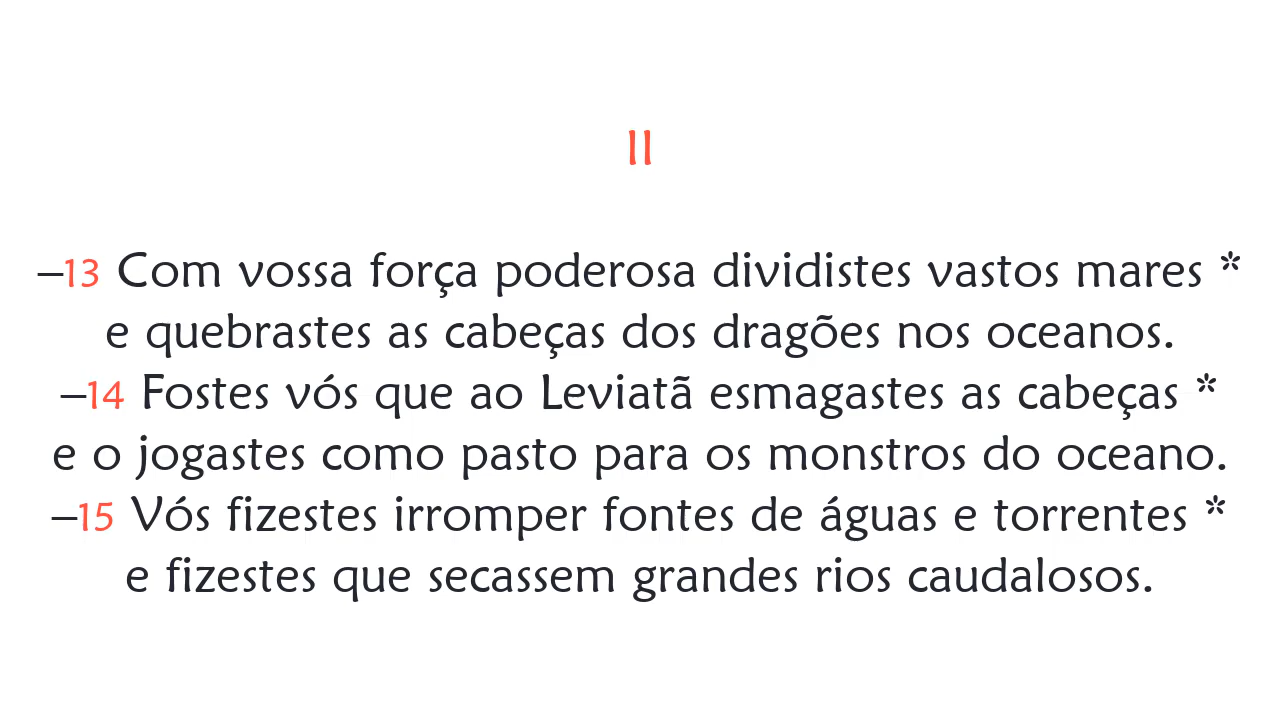 II
–13 Com vossa força poderosa dividistes vastos mares *
e quebrastes as cabeças dos dragões nos oceanos.
–14 Fostes vós que ao Leviatã esmagastes as cabeças *
e o jogastes como pasto para os monstros do oceano.
–15 Vós fizestes irromper fontes de águas e torrentes *
e fizestes que secassem grandes rios caudalosos.